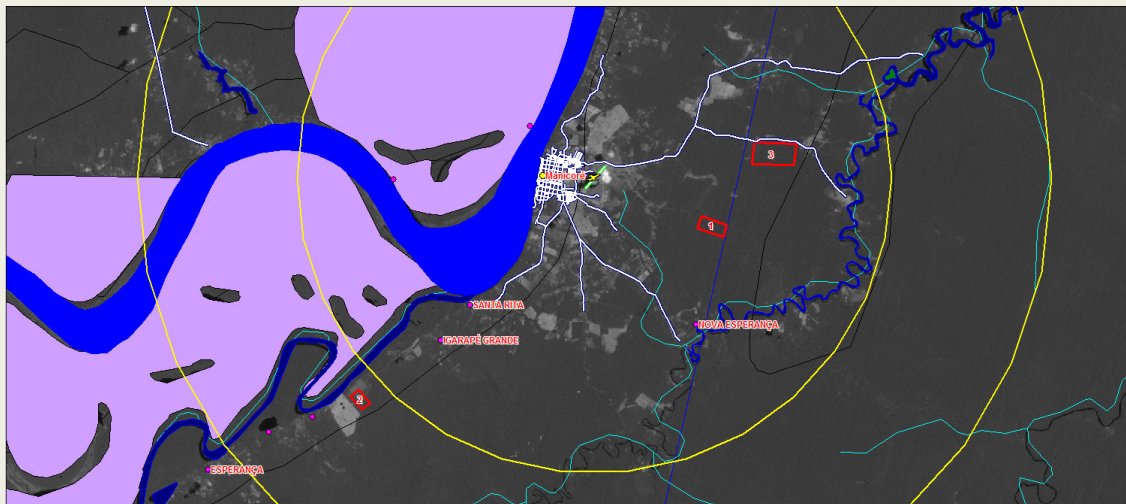 3
Manicoré
1
SANTA RITA
NOVA ESPERANÇA
IGARAPÉ GRANDE
2
ESPERANÇA